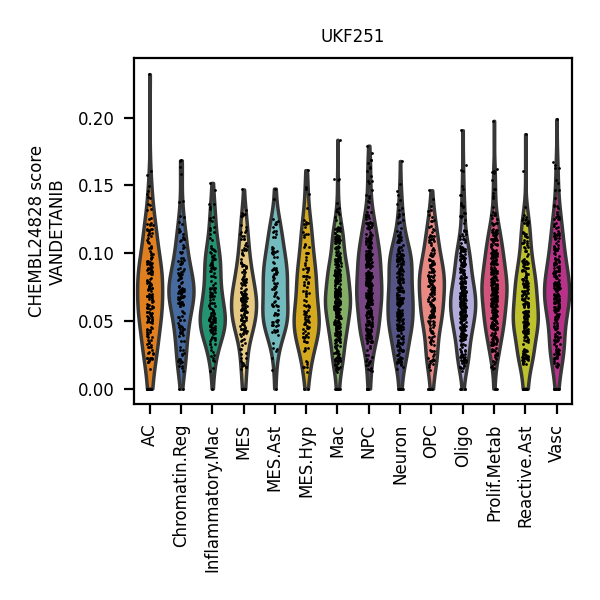 UKF251
CHEMBL24828 score
VANDETANIB
0.20
0.15
0.10
0.05
0.00
AC
Chromatin.Reg
Inflammatory.Mac
MES
MES.Ast
MES.Hyp
Mac
NPC
Neuron
OPC
Oligo
Prolif.Metab
Reactive.Ast
Vasc